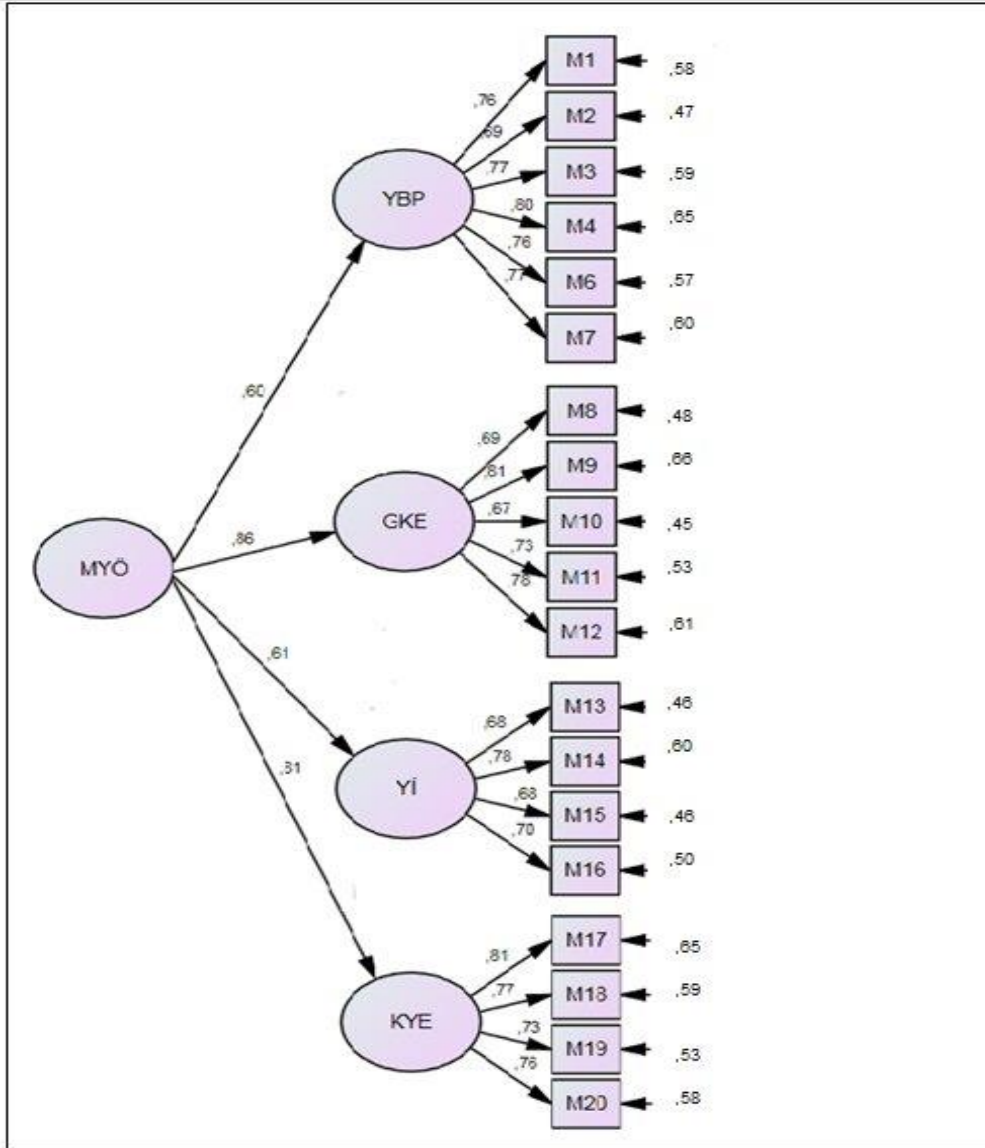 M1
,58
,76
M2
,47
,69
M3
,59
,77
YBP
M4
,65
,80
M6
,57
,76
M7
,60
,77
,60
M8
,48
,69
M9
,66
,81
GKE
M10
,45
,67
M11
,53
,73
M12
,61
,78
,86
MYÖ
,61
M13
,46
,68
M14
,60
,78
Yİ
M15
,46
,68
M16
,50
,70
,81
M17
,65
,81
M18
,59
,77
KYE
M19
,53
,73
M20
,58
,76